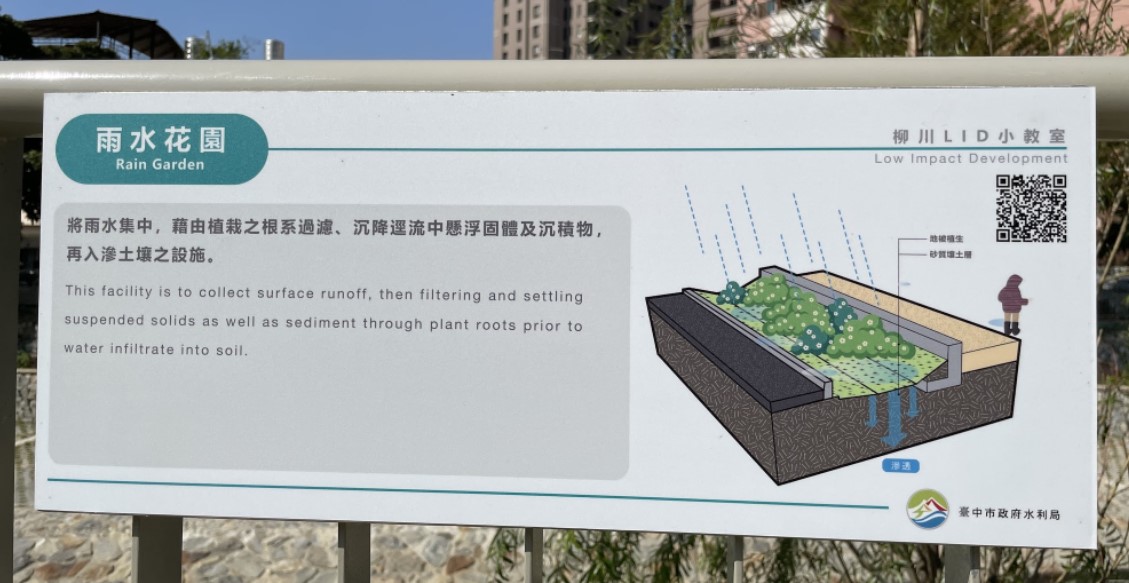 雨水花園
Rain Garden
柳川LID小教室
Low Impact Development
將雨水集中，藉由植栽之根系過濾、沉降逕流中懸浮固體及沉積物，
再入滲土壤之設施。
This facility is to collect surface runoff, then filtering and settling
suspended solids as well as sediment through plant roots prior to
water infiltrate into soil.
地被植生
砂質壤土層
滲透
臺中市政府水利局